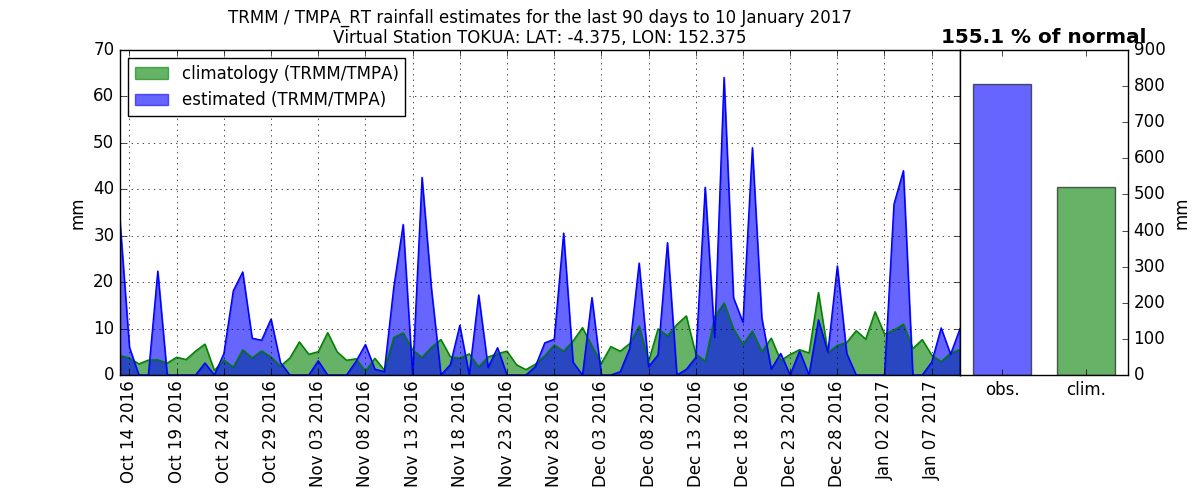 TRMM / TMPA_RT rainfall estimates for the last 90 days to 10 January 2017
Virtual Station TOKUA: LAT: -4.375, LON: 152.375
155.1 % of normal
climatology (TRMM/TMPA)
estimated (TRMM/TMPA)
mm
70
60
50
40
30
20
10
0
Oct 14 2016
Oct 19 2016
Oct 24 2016
Oct 29 2016
Nov 03 2016
Nov 08 2016
Nov 13 2016
Nov 18 2016
Nov 23 2016
Nov 28 2016
Dec 03 2016
Dec 08 2016
Dec 13 2016
Dec 18 2016
Dec 23 2016
Dec 28 2016
Jan 02 2017
Jan 07 2017
900
800
700
600
500
400
300
200
100
0
mm
obs.
clim.